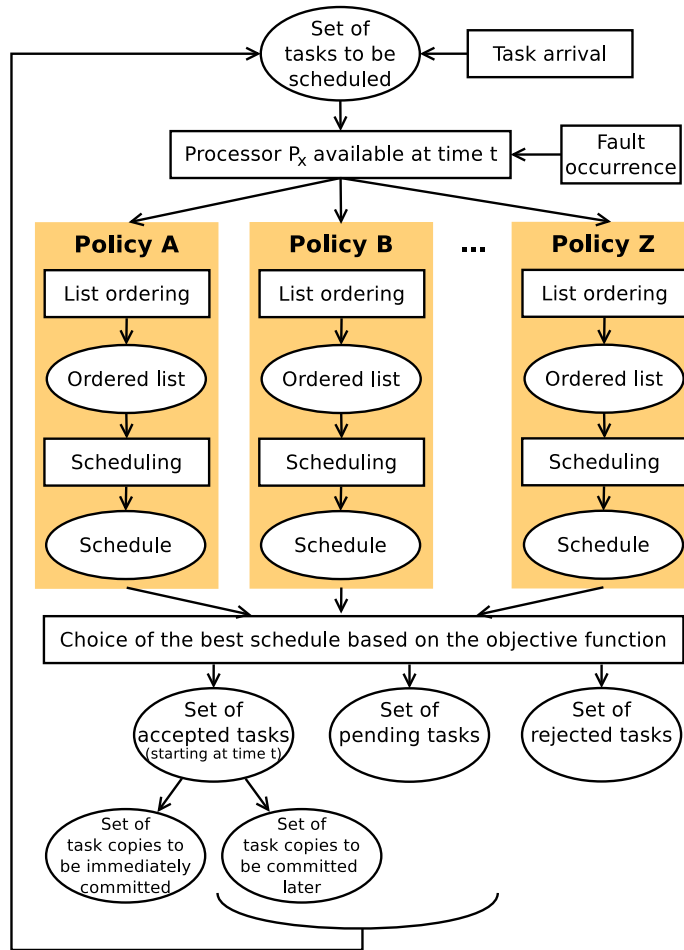 Set of
tasks to be
scheduled
Task arrival
Processor Px available at time t
Fault
occurrence
Policy A
List ordering
Ordered list
Scheduling
Schedule
Policy B
List ordering
Ordered list
Scheduling
Schedule
...
Policy Z
List ordering
Ordered list
Scheduling
Schedule
Choice of the best schedule based on the objective function
Set of
accepted tasks
(starting at time t)
Set of
pending tasks
Set of
rejected tasks
Set of
task copies to
be immediately
committed
Set of
task copies to
be committed
later